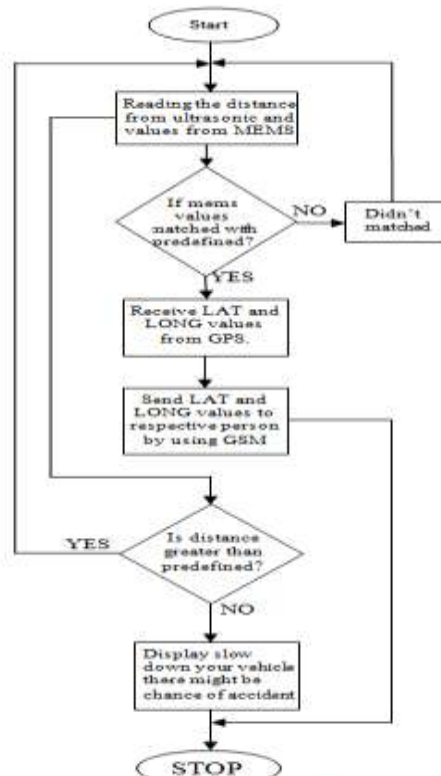 Start
Reading the distance
from ultrasonic and
values from MEMS
If mems
values
matched with
predefined?
NO
Didn't
matched
YES
Receive LAT and
LONG values
from GPS.
Send LAT and
LONG values to
respective person
by using GSM
YES
Is distance
greater than
predefined?
NO
Display slow
down your vehicle
there might be
chance of accident
STOP